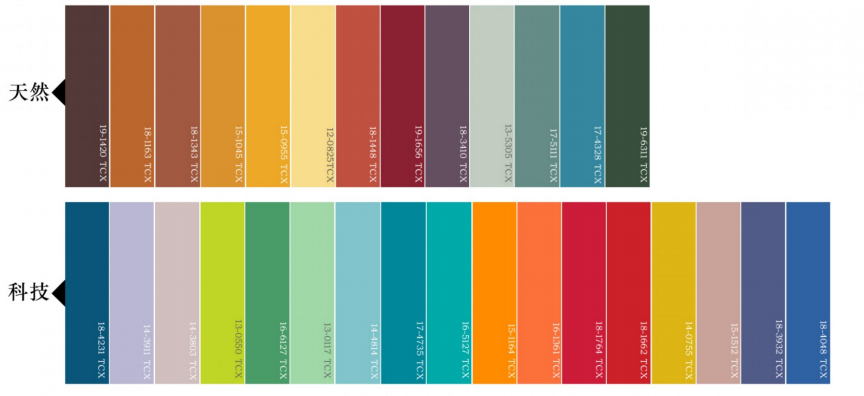 天然
19-1420 TCX
18-1163 TCX
18-1343 TCX
15-1045 TCX
15-0955 TCX
12-0825TCX
18-1448 TCX
19-1656 TCX
18-3410 TCX
13-5305 TCX
17-5111 TCX
17-4328 TCX
19-6311 TCX
科技
18-4231 TCX
14-3911 TCX
14-3803 TCX
13-0550 TCX
16-6127 TCX
13-0117 TCX
14-4814 TCX
17-4735 TCX
16-5127 TCX
15-1164 TCX
16-1361 TCX
18-1764 TCX
18-1662 TCX
14-0755 TCX
15-1512 TCX
18-3932 TCX
18-4048 TCX